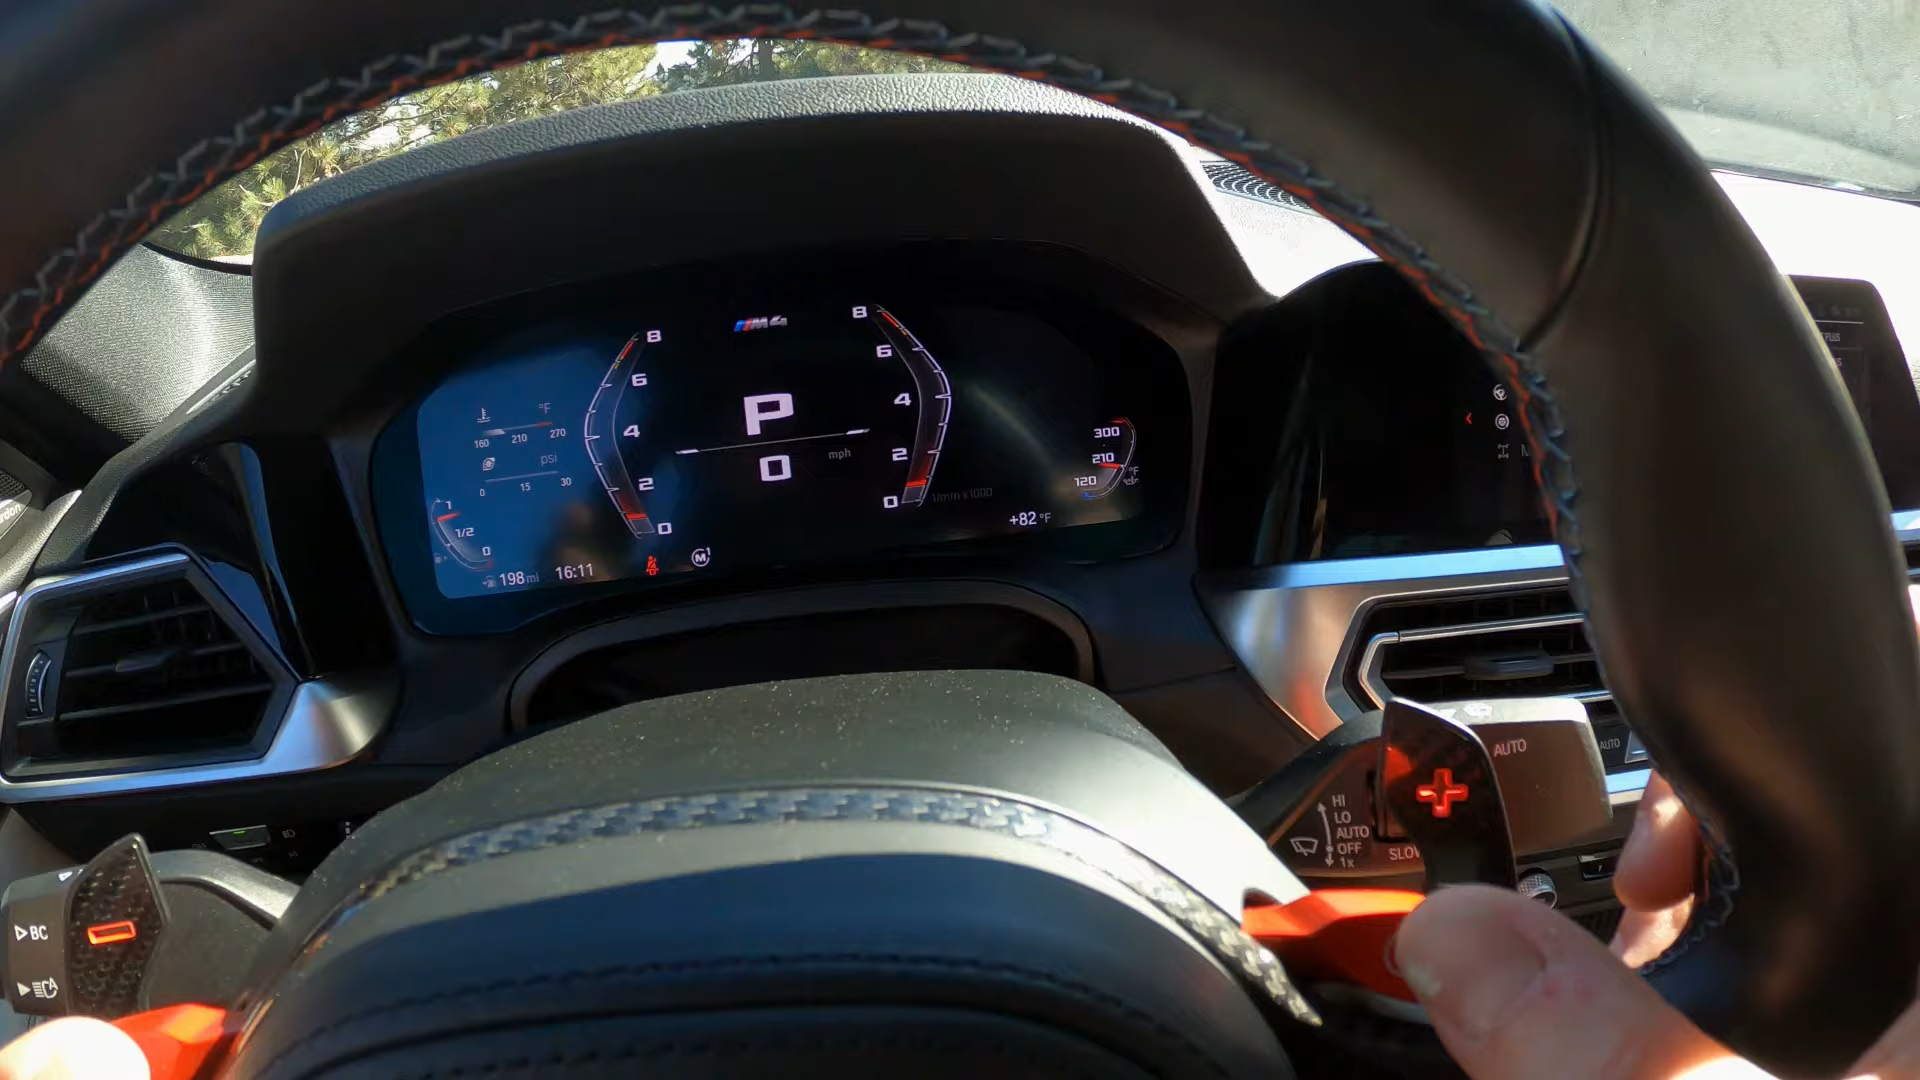 M4
8
6
4
2
0
8
6
4
2
0
P
0
mph
1/min x1000
°F
160 210 270
psi
0 15 30
1
1/2
0
198 mi
16:11
M1
300
210
120
°F
+82 °F
AUTO
AUTO
HI
LO
AUTO
OFF
1x
BC
A